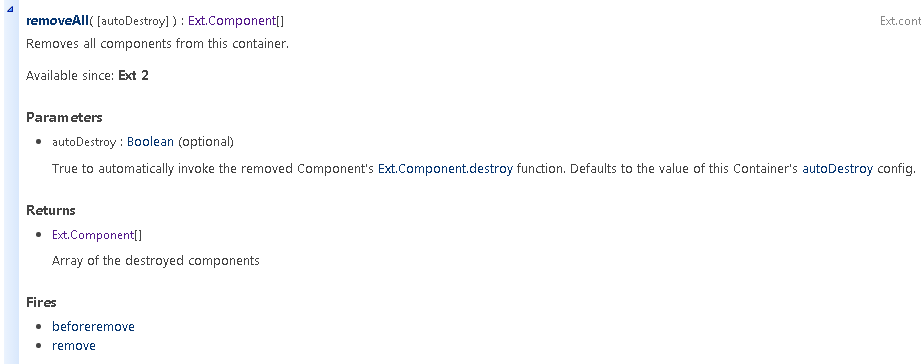 removeAll( [autoDestroy] ) : Ext.Component[]
Ext.cont
Removes all components from this container.
Available since: Ext 2
Parameters
autoDestroy : Boolean (optional)
True to automatically invoke the removed Component's Ext.Component.destroy function. Defaults to the value of this Container's autoDestroy config.
Returns
Ext.Component[]
Array of the destroyed components
Fires
beforeremove
remove